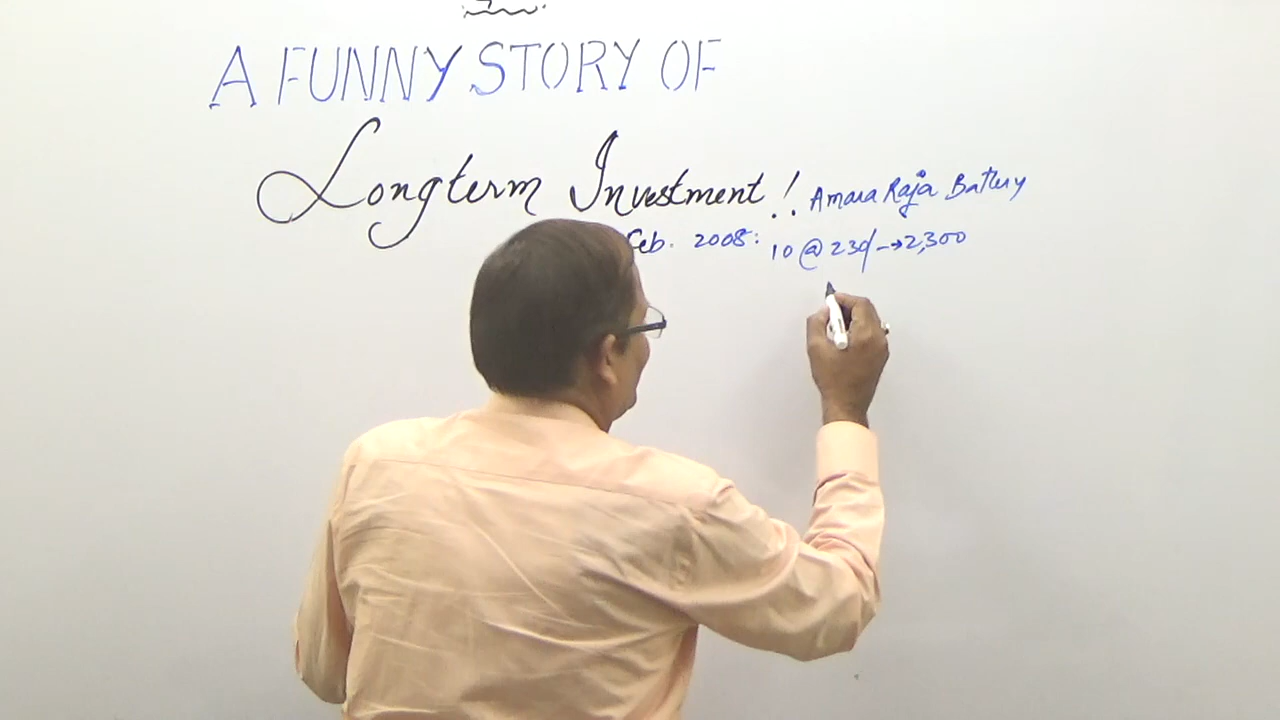 A FUNNY STORY OF
Longterm Investment !
Amara Raja Battery
Feb. 2008: 10 @ 230/- → 2,300